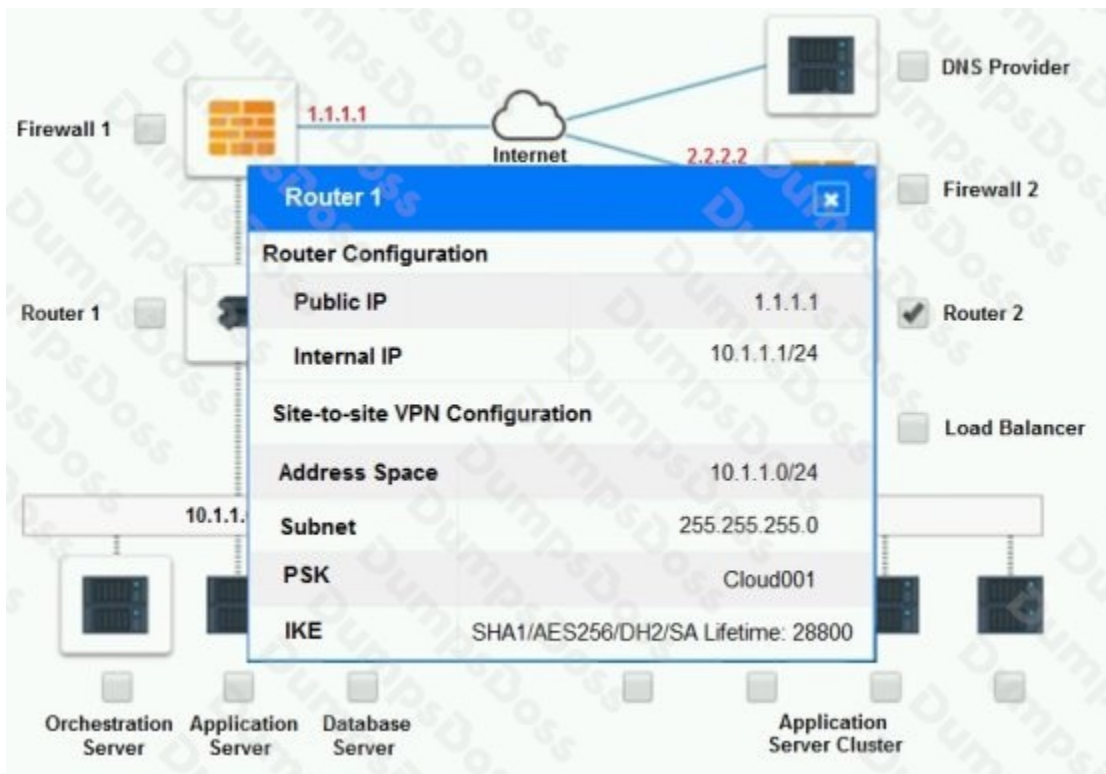 DNS Provider
Firewall 1
1.1.1.1
Internet
2.2.2.2
Firewall 2
Router 1
Router Configuration
Public IP 1.1.1.1
Internal IP 10.1.1.1/24
Router 1
Router 2
Site-to-site VPN Configuration
Load Balancer
Address Space 10.1.1.0/24
10.1.1.
Subnet 255.255.255.0
PSK Cloud001
IKE SHA1/AES256/DH2/SA Lifetime: 28800
Orchestration Server
Application Server
Database Server
Application Server Cluster
DumpsDoss